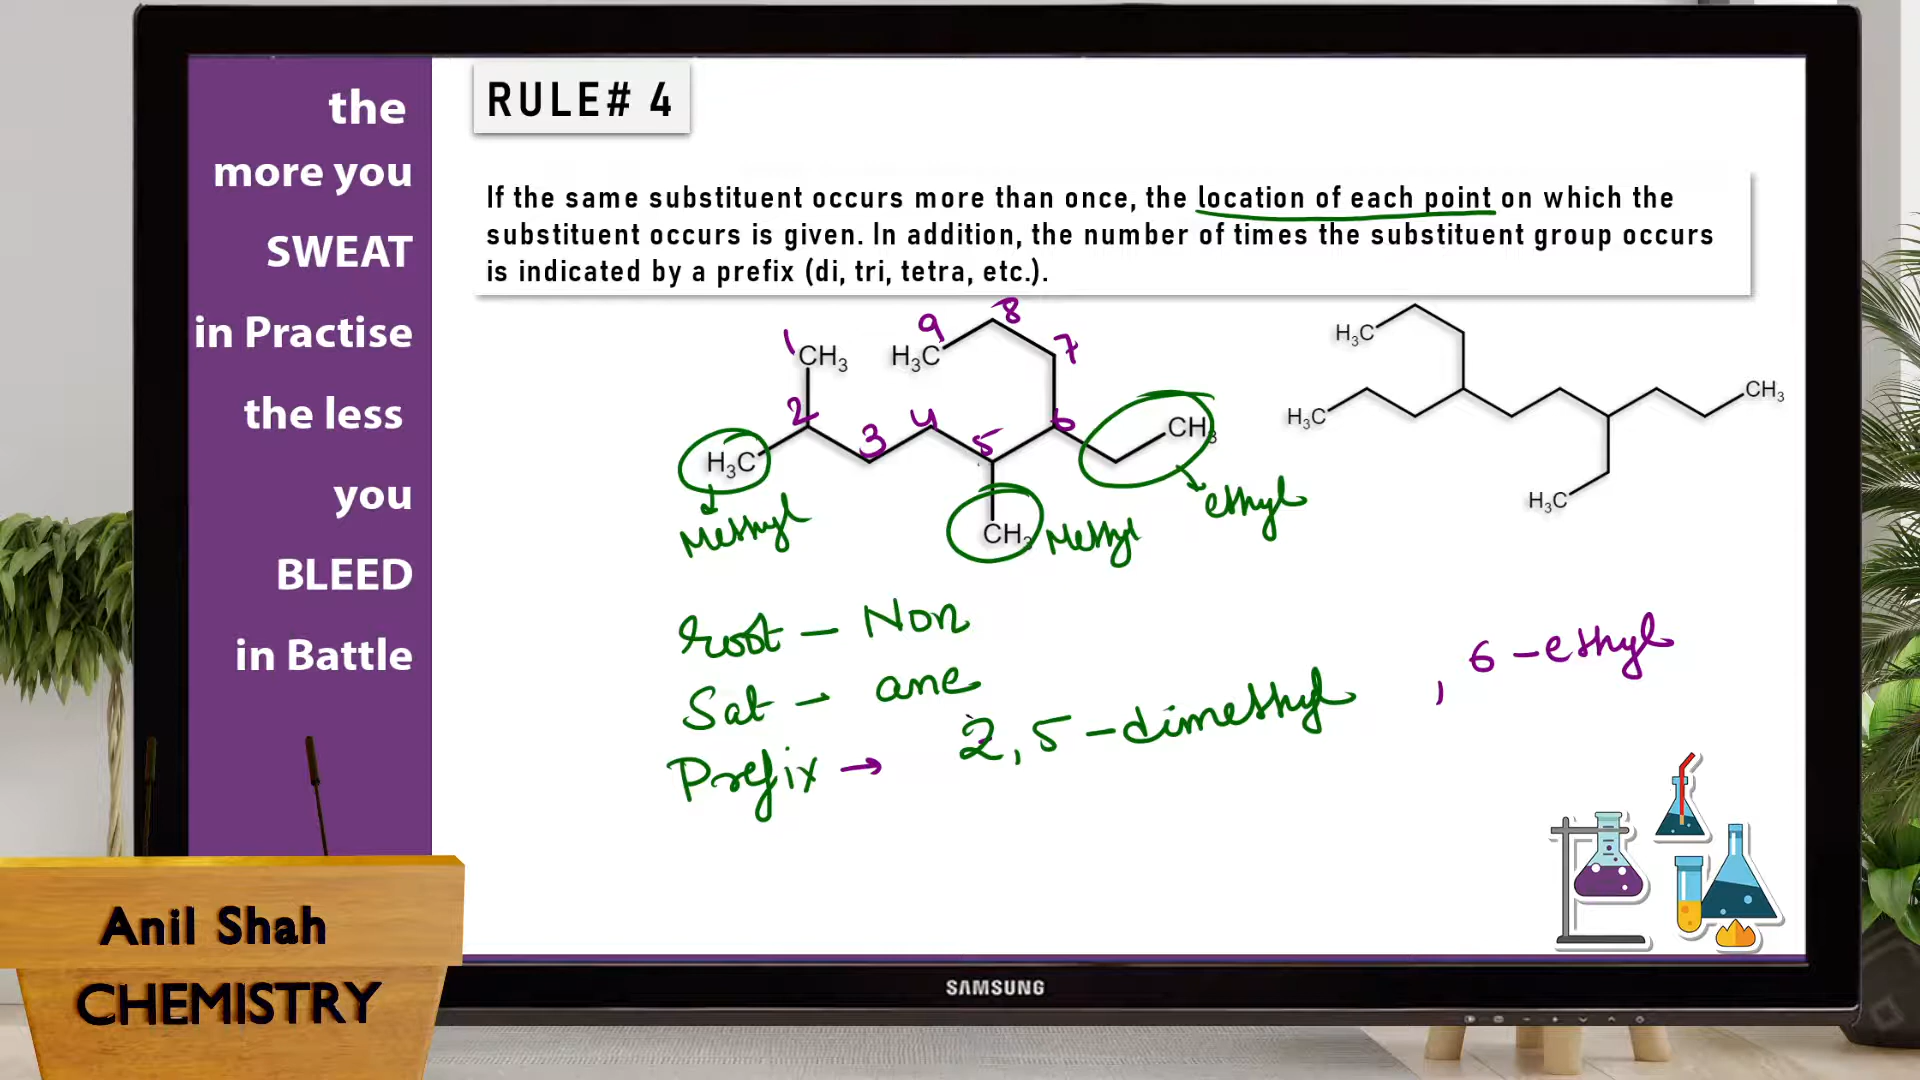 the
more you
SWEAT
in Practise
the less
you
BLEED
in Battle
RULE# 4
If the same substituent occurs more than once, the location of each point on which the
substituent occurs is given. In addition, the number of times the substituent group occurs
is indicated by a prefix (di, tri, tetra, etc.).
1
CH3
9
H3C
8
7
2
3
4
5
6
H3C
CH3
CH3
Methyl
Methyl
ethyl
H3C
H3C
CH3
H3C
root - Non
Sat - ane
Prefix → 2,5-dimethyl , 6-ethyl
Anil Shah
CHEMISTRY
SAMSUNG